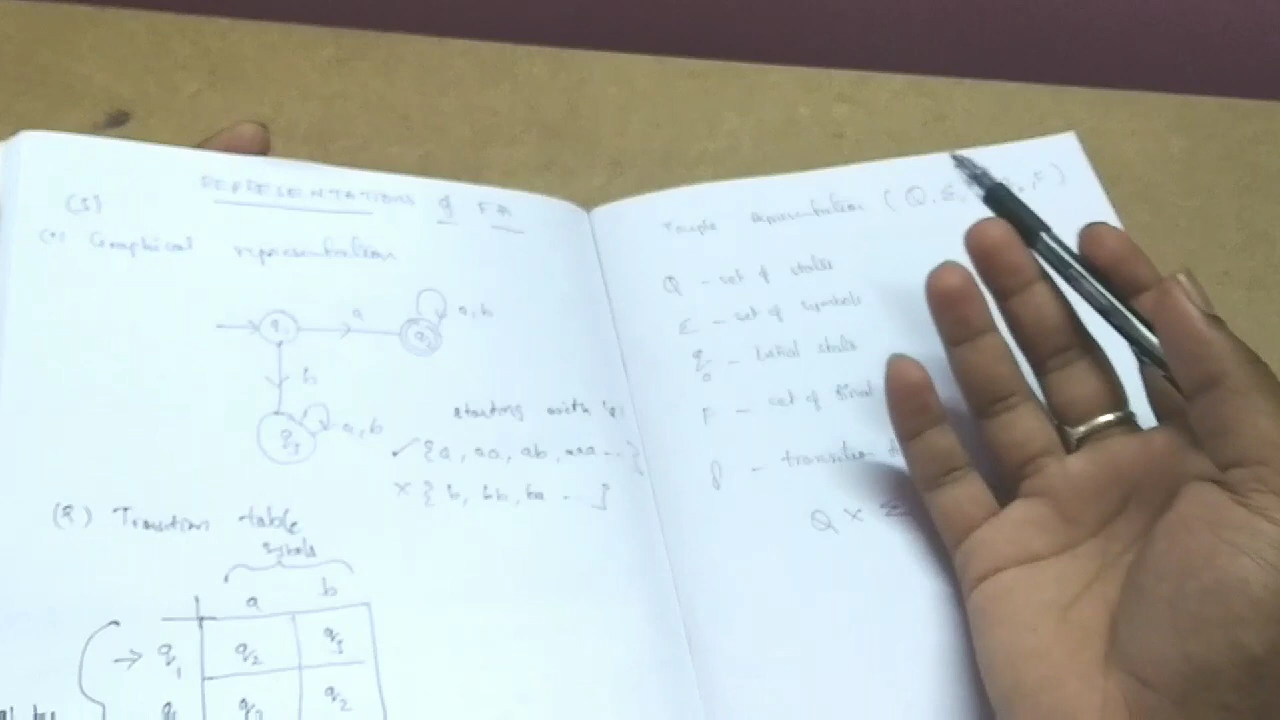 REPRESENTATIONS of FA
(1) Graphical representation
q1 a q2 a, b
b
q3 a, b
starting with 'a'
✓ {a, aa, ab, aaa ... }
× { b, bb, ba ... }
(2) Transition table
symbols
a b
→ q1 q2 q3
q2 q2
Tuple representation ( Q, Σ,
Q - set of states
Σ - set of symbols
q0 - Initial state
F - set of final
δ - transition
Q × Σ